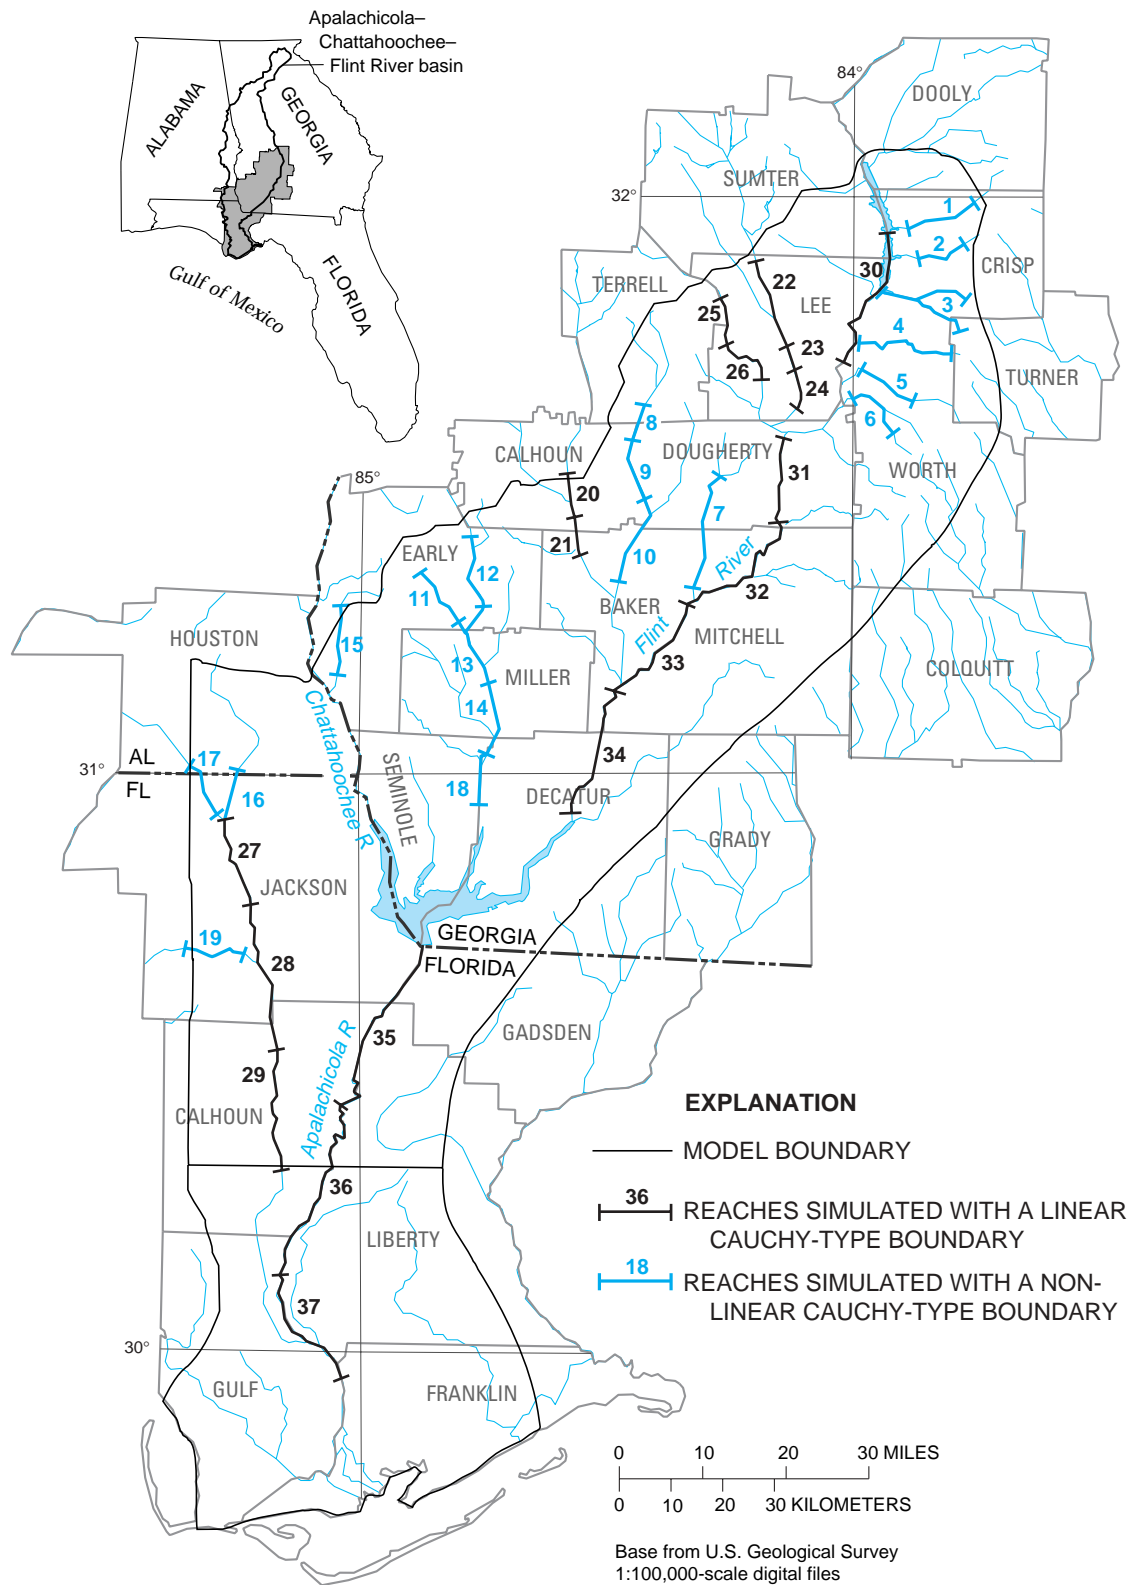 Apalachicola–
Chattahoochee–
Flint River basin
ALABAMA
GEORGIA
FLORIDA
Gulf of Mexico
84°
DOOLY
SUMTER
32°
1
2
30
CRISP
TERRELL
22
LEE
25
3
4
23
26
24
5
TURNER
6
8
CALHOUN
DOUGHERTY
31
WORTH
9
85°
20
7
EARLY
21
River
12
10
11
BAKER
32
HOUSTON
Flint
MITCHELL
15
33
13
MILLER
COLQUITT
14
Chattahoochee R
17
AL
31°
FL
16
SEMINOLE
18
34
DECATUR
GRADY
27
JACKSON
19
GEORGIA
FLORIDA
28
35
GADSDEN
Apalachicola R
29
CALHOUN
36
LIBERTY
37
30°
GULF
FRANKLIN
EXPLANATION
MODEL BOUNDARY
36
REACHES SIMULATED WITH A LINEAR
CAUCHY-TYPE BOUNDARY
18
REACHES SIMULATED WITH A NON-
LINEAR CAUCHY-TYPE BOUNDARY
0 10 20 30 MILES
0 10 20 30 KILOMETERS
Base from U.S. Geological Survey
1:100,000-scale digital files